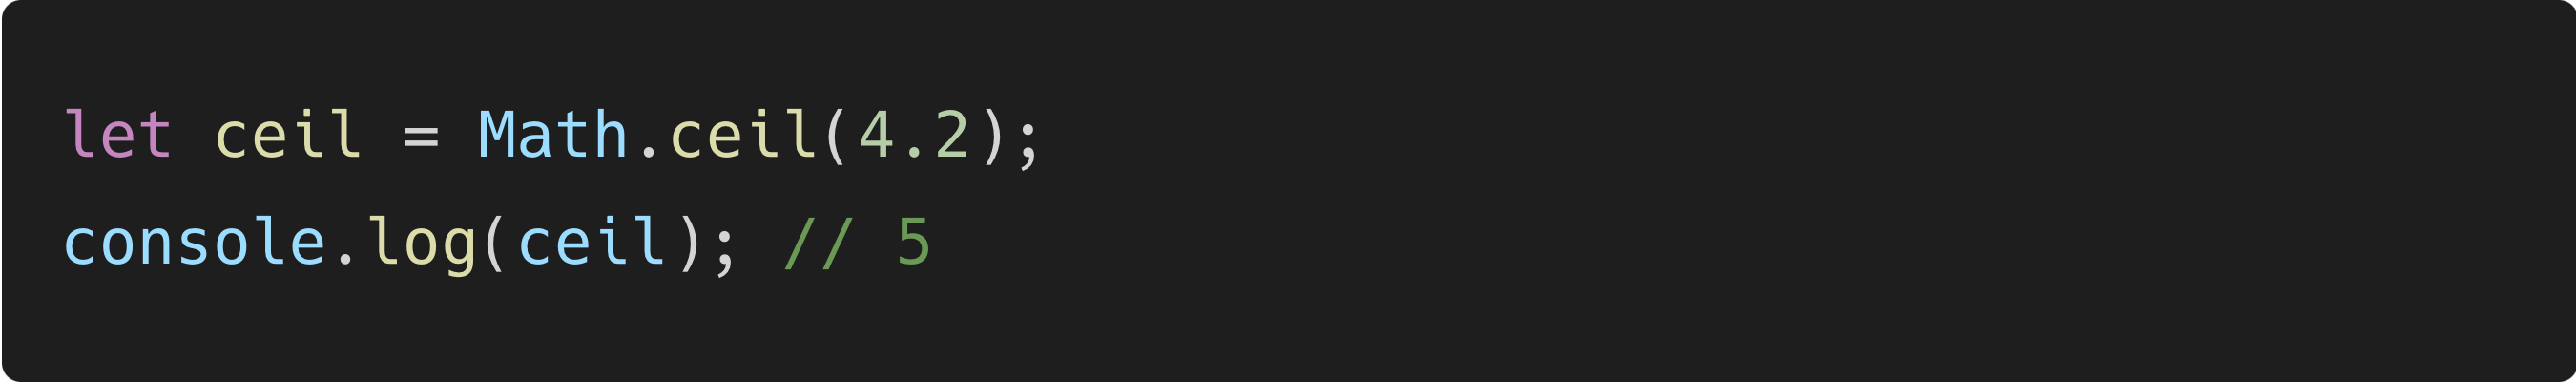 let ceil = Math.ceil(4.2);
console.log(ceil); // 5